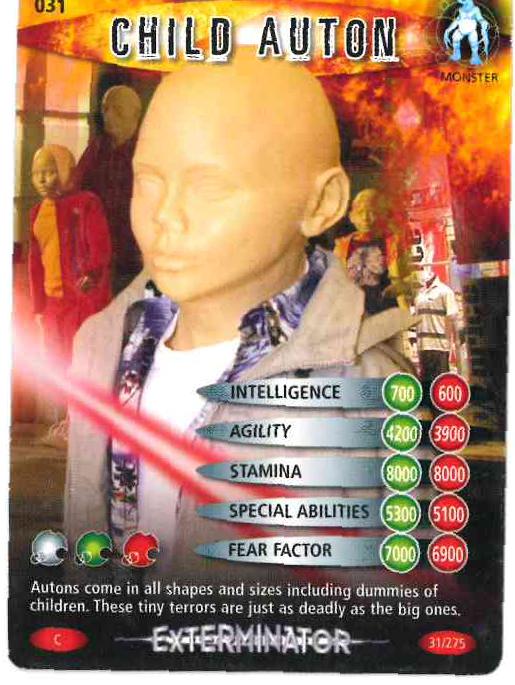 031
CHILD AUTON
MONSTER
INTELLIGENCE 700 600
AGILITY 4200 3900
STAMINA 8000 8000
SPECIAL ABILITIES 5300 5100
FEAR FACTOR 7000 6900
Autons come in all shapes and sizes including dummies of
children. These tiny terrors are just as deadly as the big ones.
C EXTERMINATOR 31/275